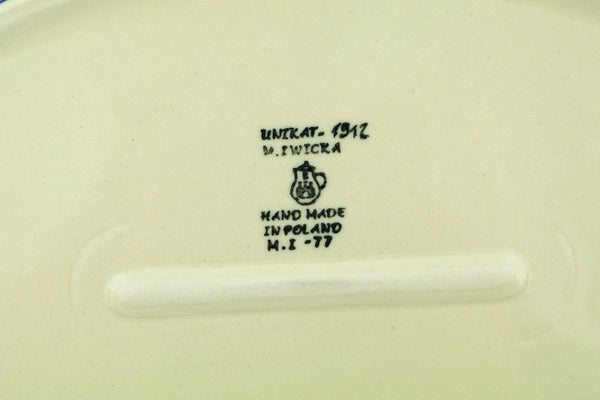 UNIKAT- 1912
M.IWICKA
HAND MADE
IN POLAND
M.I -77